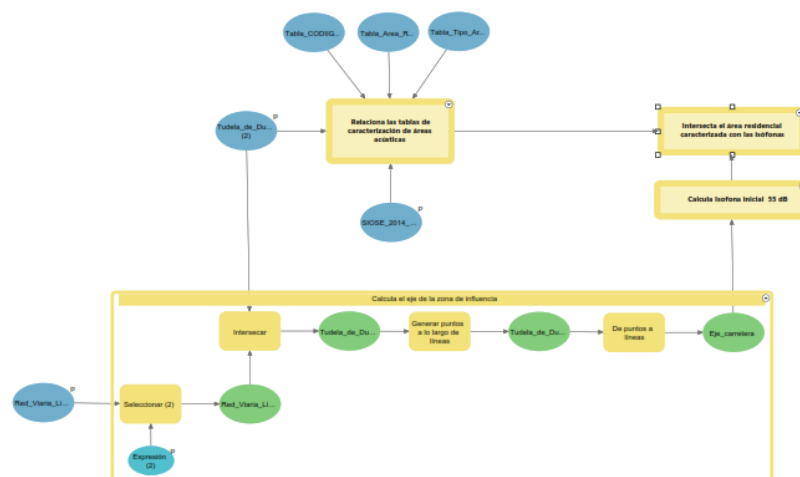 Tabla_CODIIG...
Tabla_Area_R...
Tabla_Tipo_Ar...
P
Tudela_de_Du...
(2)
Relaciona las tablas de
caracterización de áreas
acústicas
Intersecta el área residencial
caracterizada con las Isófonas
P
SIOSE_2014_...
Calcula Isofona inicial 55 dB
Calcula el eje de la zona de influencia
Intersecar
Tudela_de_Du...
Generar puntos
a lo largo de
líneas
Tudela_de_Du...
De puntos a
líneas
Eje_carretera
P
Red_Viaria_Li...
Seleccionar (2)
Red_Viaria_Li...
P
Expresión
(2)